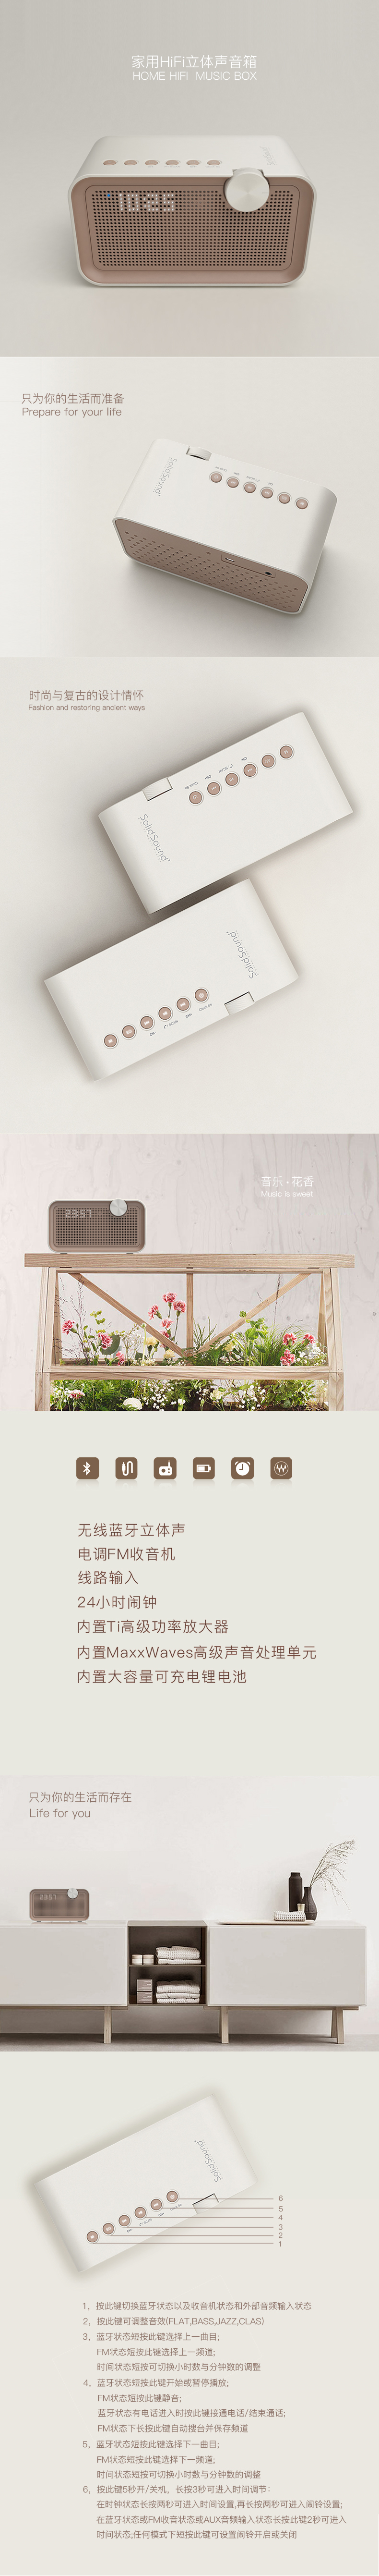 家用HiFi立体声音箱
HOME HIFI MUSIC BOX
只为你的生活而准备
Prepare for your life
SolidSound
时尚与复古的设计情怀
Fashion and restoring ancient ways
SolidSound
SolidSound
音乐·花香
Music is sweet
23:57
无线蓝牙立体声
电调FM收音机
线路输入
24小时闹钟
内置Ti高级功率放大器
内置MaxxWaves高级声音处理单元
内置大容量可充电锂电池
只为你的生活而存在
Life for you
23:57
SolidSound
6
5
4
3
2
1
1，按此键切换蓝牙状态以及收音机状态和外部音频输入状态
2，按此键可调整音效(FLAT,BASS,JAZZ,CLAS)
3，蓝牙状态短按此键选择上一曲目;
FM状态短按此键选择上一频道;
时间状态短按可切换小时数与分钟数的调整
4，蓝牙状态短按此键开始或暂停播放;
FM状态短按此键静音;
蓝牙状态有电话进入时按此键接通电话/结束通话;
FM状态下长按此键自动搜台并保存频道
5，蓝牙状态短按此键选择下一曲目;
FM状态短按此键选择下一频道;
时间状态短按可切换小时数与分钟数的调整
6，按此键5秒开/关机，长按3秒可进入时间调节:
在时钟状态长按两秒可进入时间设置,再长按两秒可进入闹铃设置;
在蓝牙状态或FM收音状态或AUX音频输入状态长按此键2秒可进入
时间状态;任何模式下短按此键可设置闹铃开启或关闭